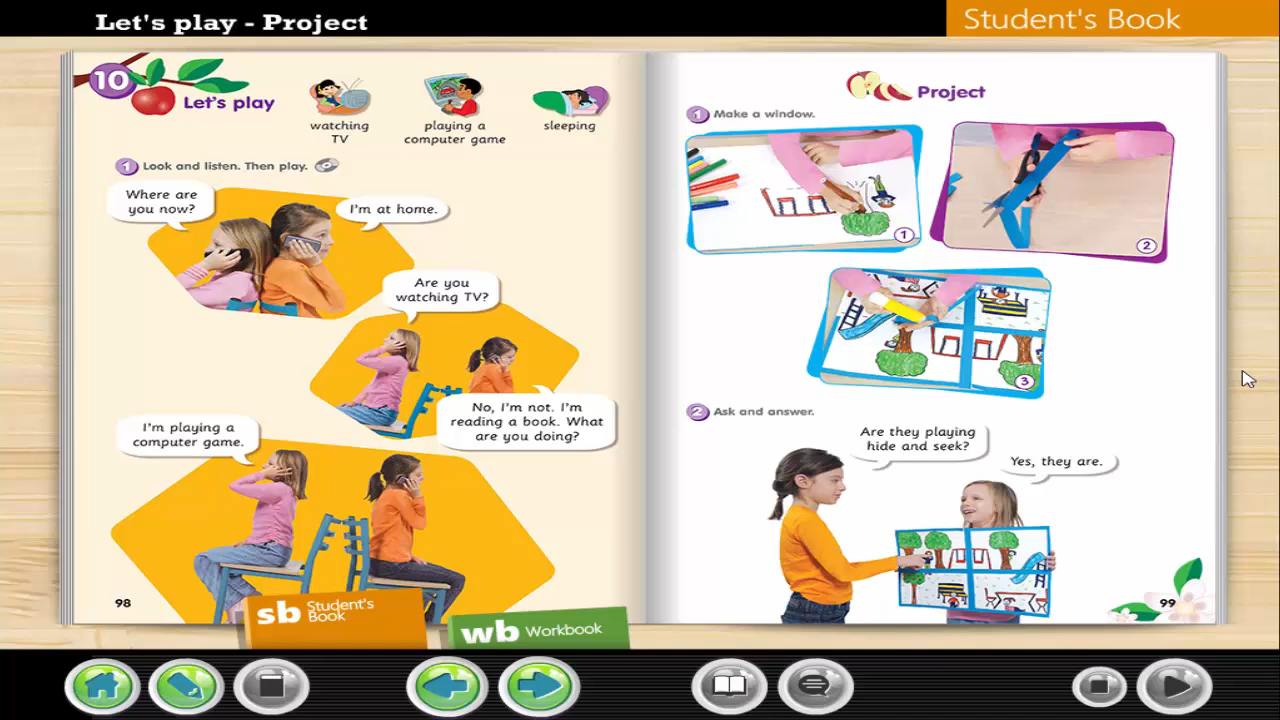 Let's play - Project
Student's Book
10
Let's play
watching
TV
playing a
computer game
sleeping
1 Look and listen. Then play.
Where are
you now?
I'm at home.
Are you
watching TV?
No, I'm not. I'm
reading a book. What
are you doing?
I'm playing a
computer game.
98
Project
1 Make a window.
1
2
3
2 Ask and answer.
Are they playing
hide and seek?
Yes, they are.
99
sb Student's
Book
wb Workbook